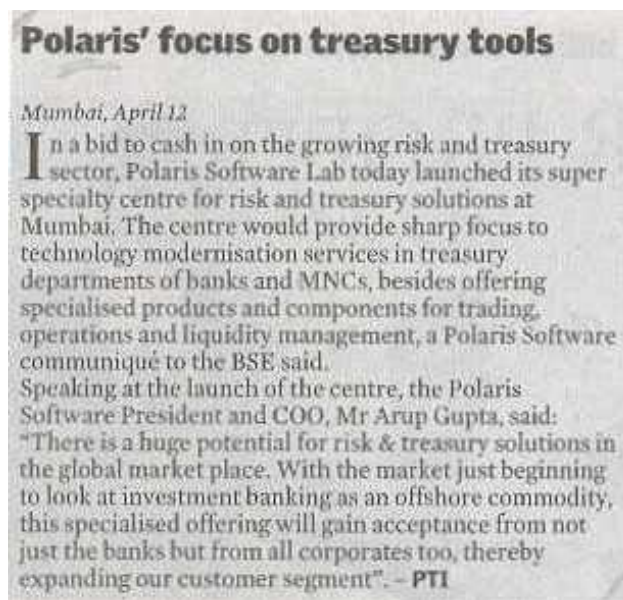 Polaris' focus on treasury tools
Mumbai, April 12
In a bid to cash in on the growing risk and treasury
sector, Polaris Software Lab today launched its super
specialty centre for risk and treasury solutions at
Mumbai. The centre would provide sharp focus to
technology modernisation services in treasury
departments of banks and MNCs, besides offering
specialised products and components for trading,
operations and liquidity management, a Polaris Software
communiqué to the BSE said.
Speaking at the launch of the centre, the Polaris
Software President and COO, Mr Arup Gupta, said:
"There is a huge potential for risk & treasury solutions in
the global market place. With the market just beginning
to look at investment banking as an offshore commodity,
this specialised offering will gain acceptance from not
just the banks but from all corporates too, thereby
expanding our customer segment". – PTI